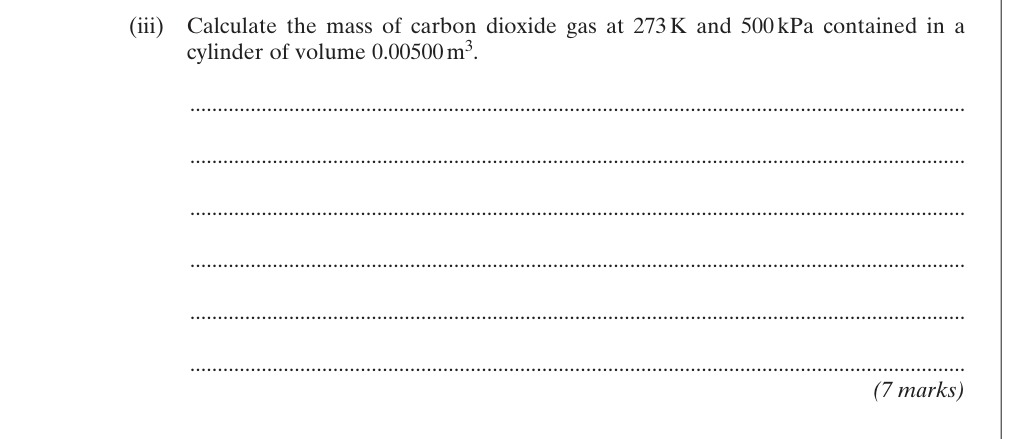 (iii) Calculate the mass of carbon dioxide gas at 273 K and 500 kPa contained in a
cylinder of volume 0.00500 m³.
(7 marks)